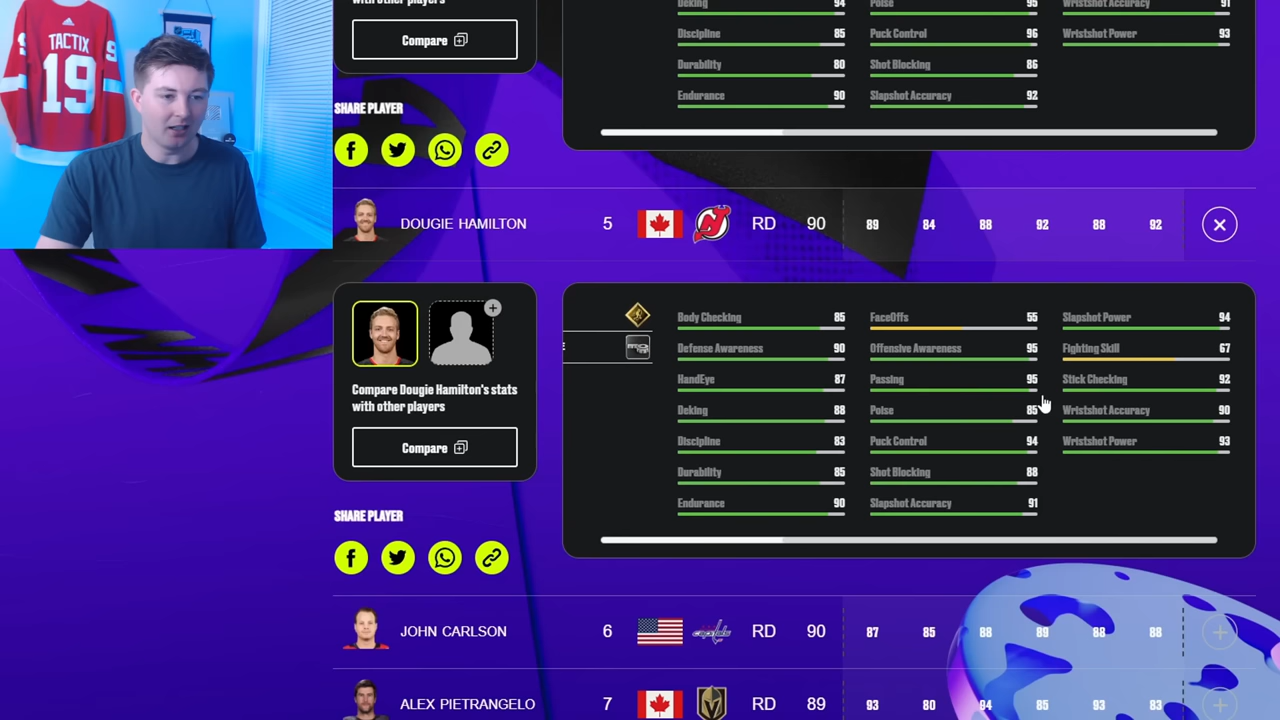 with other players
Compare
SHARE PLAYER
TACTIX
19
Deking 94
Discipline 85
Durability 80
Endurance 90
Poise 95
Puck Control 96
Shot Blocking 86
Slapshot Accuracy 92
Wristshot Accuracy 91
Wristshot Power 93
DOUGIE HAMILTON 5 RD 90 89 84 88 92 88 92
Compare Dougie Hamilton's stats
with other players
Compare
SHARE PLAYER
Body Checking 85
Defense Awareness 90
HandEye 87
Deking 88
Discipline 83
Durability 85
Endurance 90
FaceOffs 55
Offensive Awareness 95
Passing 95
Poise 85
Puck Control 94
Shot Blocking 88
Slapshot Accuracy 91
Slapshot Power 94
Fighting Skill 67
Stick Checking 92
Wristshot Accuracy 90
Wristshot Power 93
JOHN CARLSON 6 capitals RD 90 87 85 88 89 88 88
ALEX PIETRANGELO 7 RD 89 93 80 84 85 93 83